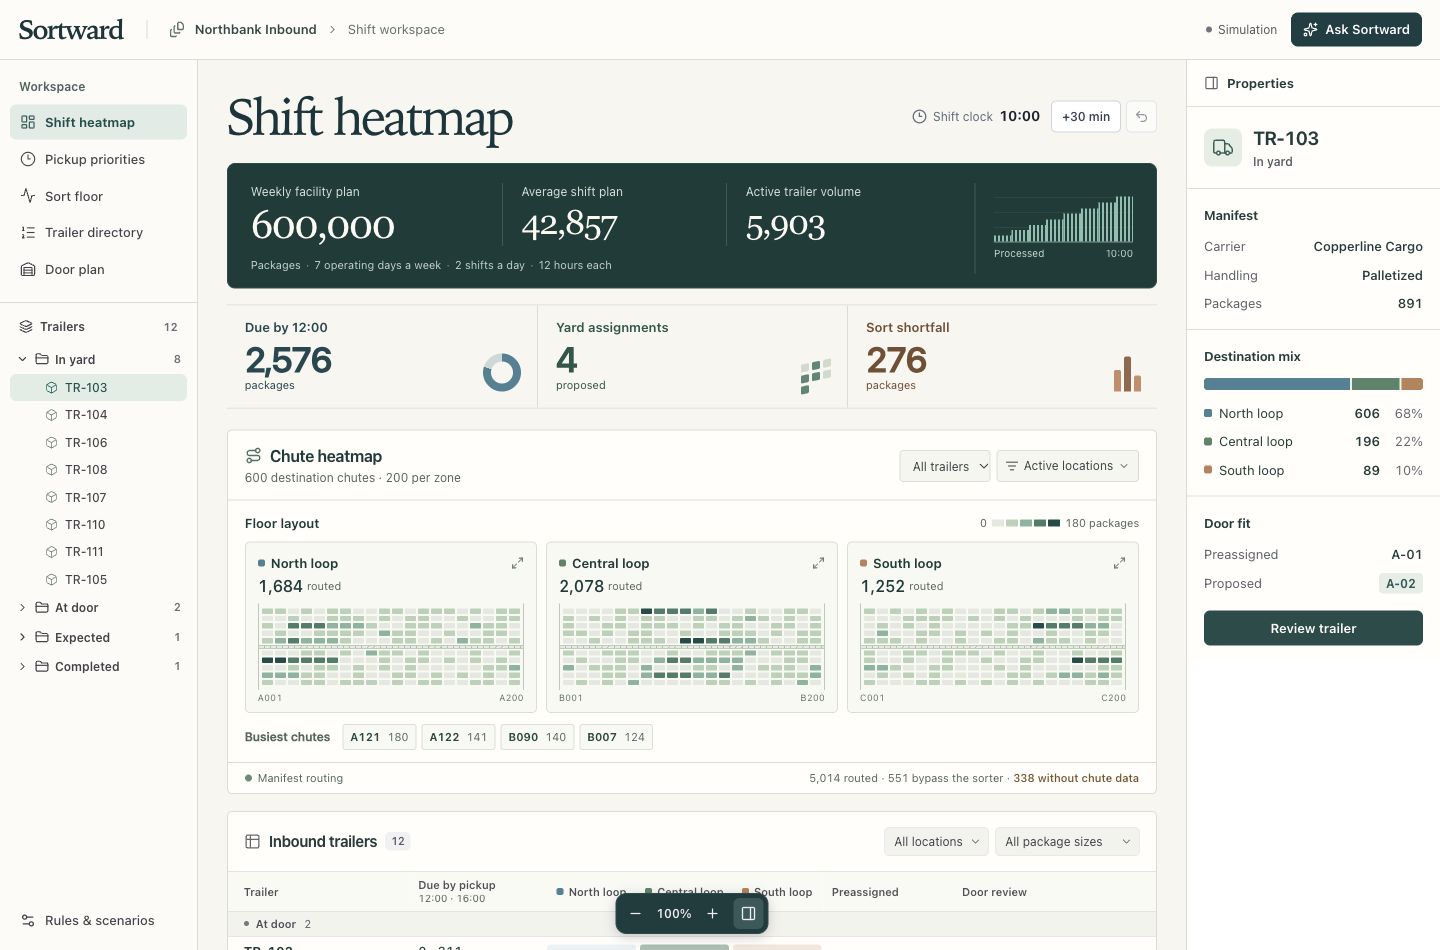 Sortward
Northbank Inbound
Shift workspace
Simulation
Ask Sortward
Workspace
Shift heatmap
Pickup priorities
Sort floor
Trailer directory
Door plan
Trailers 12
In yard 8
TR-103
TR-104
TR-106
TR-108
TR-107
TR-110
TR-111
TR-105
At door 2
Expected 1
Completed 1
Rules & scenarios
Shift heatmap
Shift clock 10:00
+30 min
Weekly facility plan
600,000
Average shift plan
42,857
Active trailer volume
5,903
Packages · 7 operating days a week · 2 shifts a day · 12 hours each
Processed 10:00
Due by 12:00
2,576
packages
Yard assignments
4
proposed
Sort shortfall
276
packages
Chute heatmap
600 destination chutes · 200 per zone
All trailers
Active locations
Floor layout
0 180 packages
North loop
1,684 routed
A001 A200
Central loop
2,078 routed
B001 B200
South loop
1,252 routed
C001 C200
Busiest chutes
A121 180
A122 141
B090 140
B007 124
Manifest routing
5,014 routed · 551 bypass the sorter · 338 without chute data
Inbound trailers 12
All locations
All package sizes
Trailer
Due by pickup
12:00 · 16:00
North loop
Central loop
South loop
Preassigned
Door review
At door 2
100%
Properties
TR-103
In yard
Manifest
Carrier Copperline Cargo
Handling Palletized
Packages 891
Destination mix
North loop 606 68%
Central loop 196 22%
South loop 89 10%
Door fit
Preassigned A-01
Proposed A-02
Review trailer